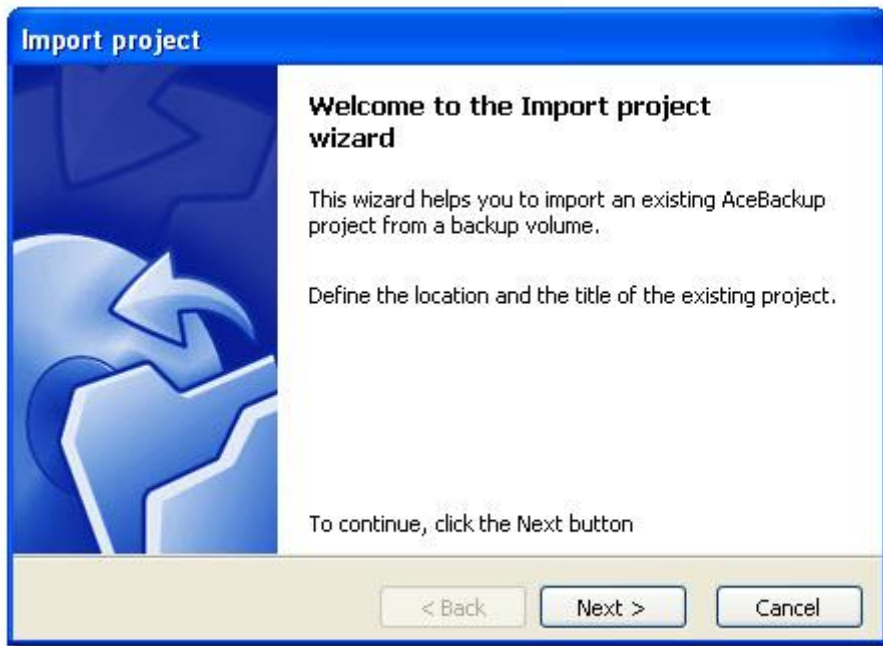 Import project
Welcome to the Import project
wizard
This wizard helps you to import an existing AceBackup
project from a backup volume.
Define the location and the title of the existing project.
To continue, click the Next button
< Back
Next >
Cancel